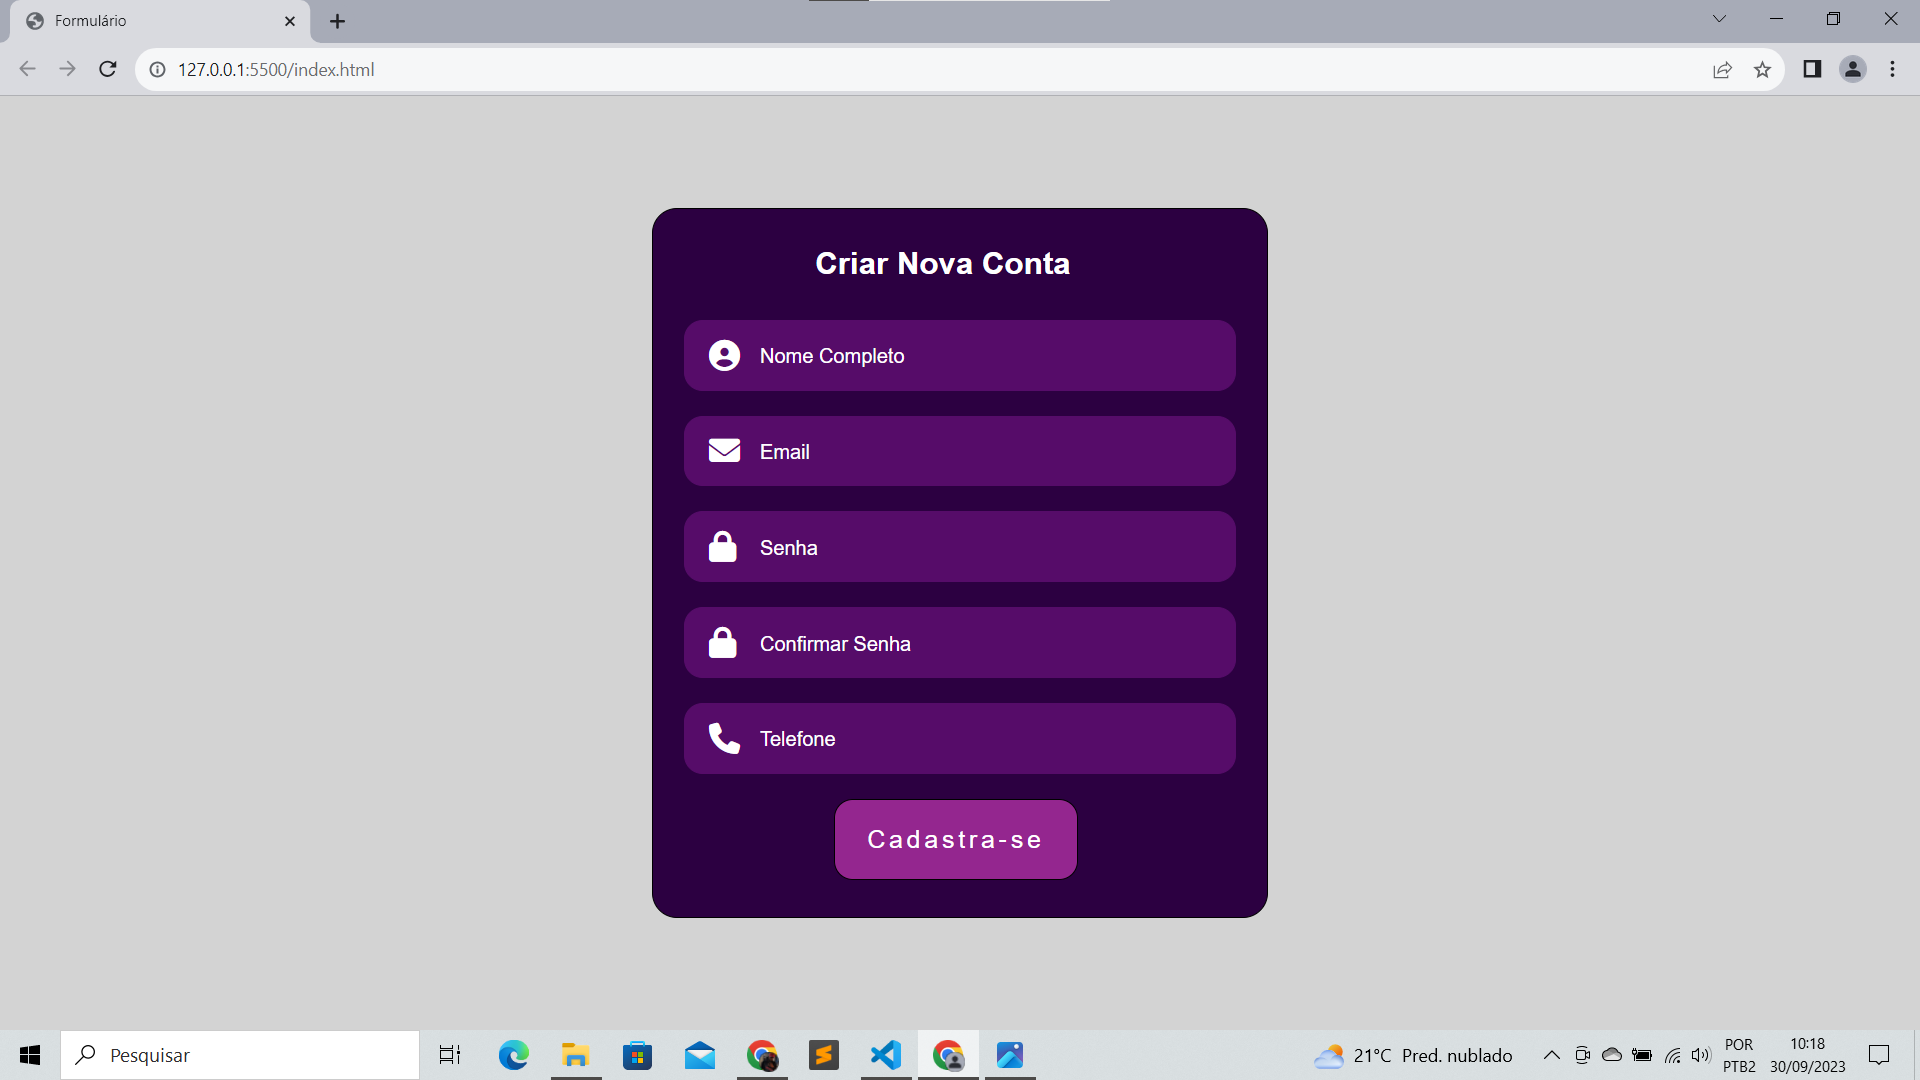 Formulário
127.0.0.1:5500/index.html
Criar Nova Conta
Nome Completo
Email
Senha
Confirmar Senha
Telefone
Cadastra-se
Pesquisar
21°C Pred. nublado
POR
PTB2
10:18
30/09/2023